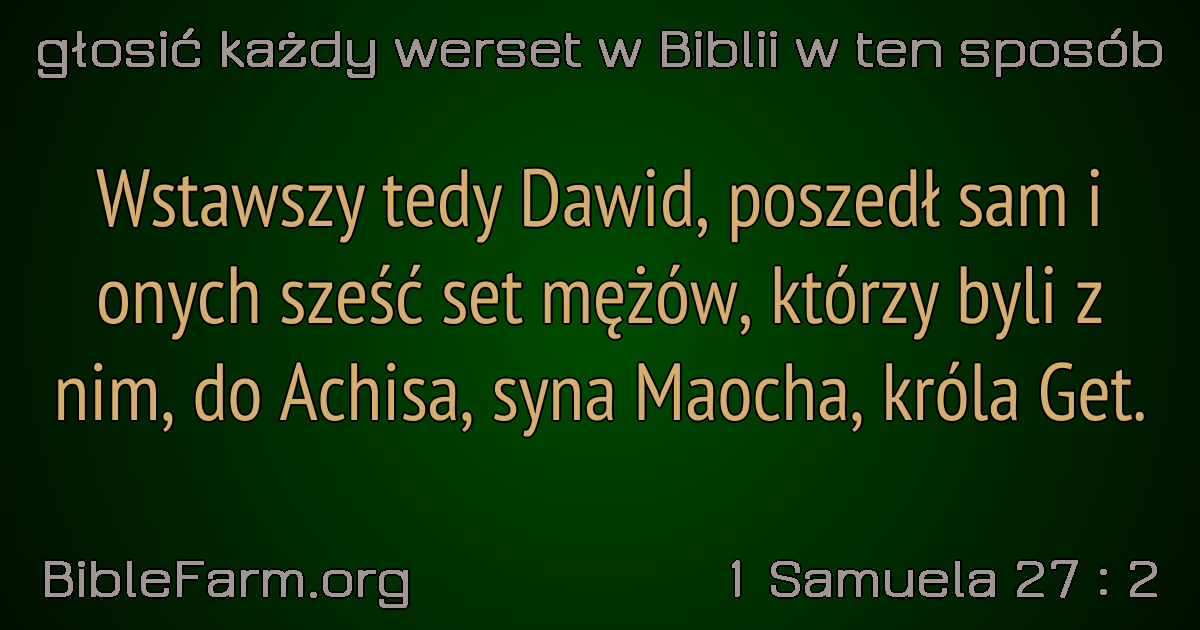 głosić każdy werset w Biblii w ten sposób
Wstawszy tedy Dawid, poszedł sam i
onych sześć set mężów, którzy byli z
nim, do Achisa, syna Maocha, króla Get.
BibleFarm.org
1 Samuela 27 : 2